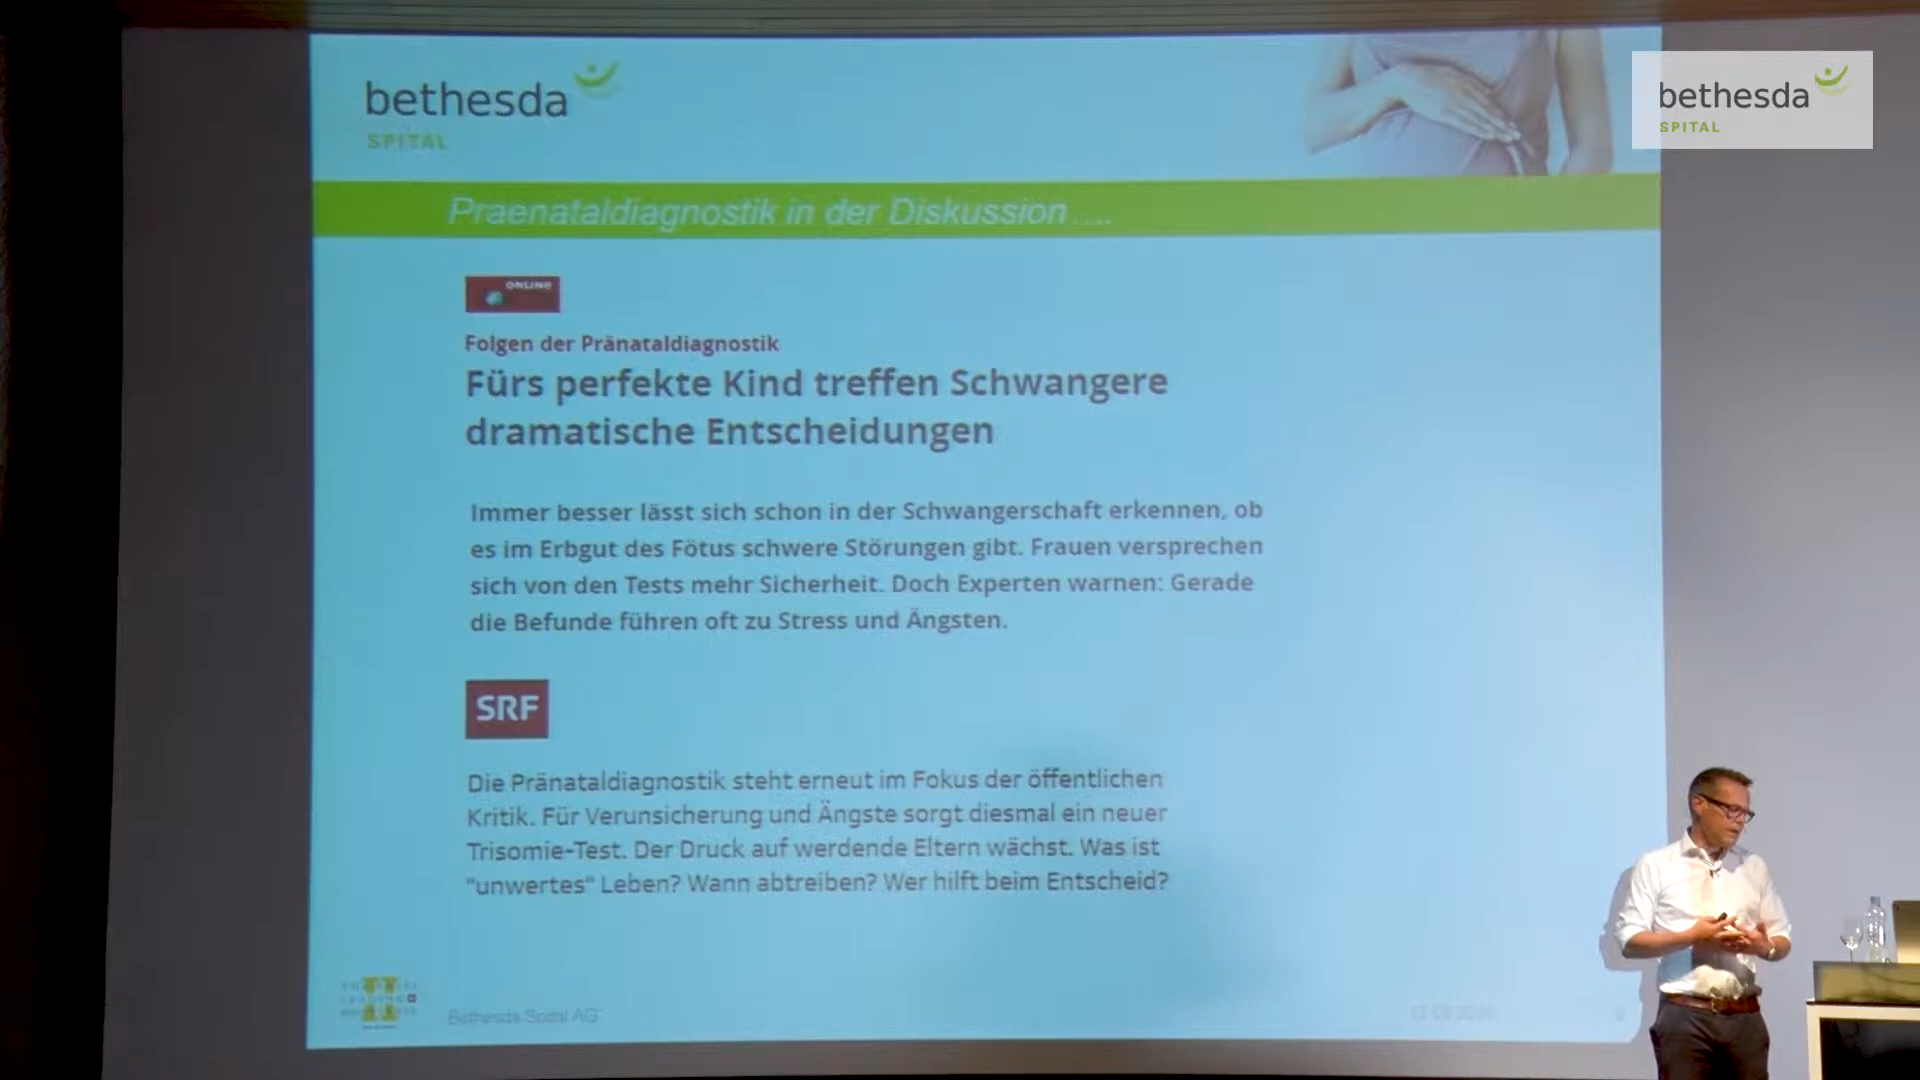 bethesda
SPITAL
bethesda
SPITAL
Praenataldiagnostik in der Diskussion....
ONLINE
Folgen der Pränataldiagnostik
Fürs perfekte Kind treffen Schwangere
dramatische Entscheidungen
Immer besser lässt sich schon in der Schwangerschaft erkennen, ob
es im Erbgut des Fötus schwere Störungen gibt. Frauen versprechen
sich von den Tests mehr Sicherheit. Doch Experten warnen: Gerade
die Befunde führen oft zu Stress und Ängsten.
SRF
Die Pränataldiagnostik steht erneut im Fokus der öffentlichen
Kritik. Für Verunsicherung und Ängste sorgt diesmal ein neuer
Trisomie-Test. Der Druck auf werdende Eltern wächst. Was ist
"unwertes" Leben? Wann abtreiben? Wer hilft beim Entscheid?
Bethesda Spital AG